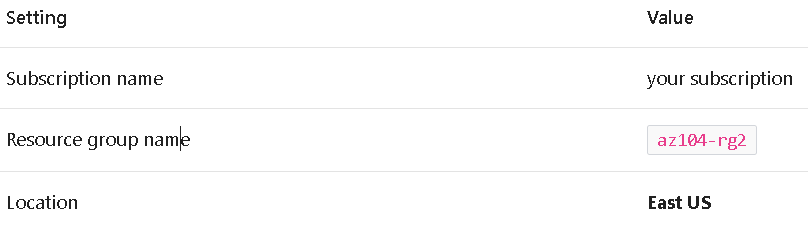 Setting Value
Subscription name your subscription
Resource group name az104-rg2
Location East US